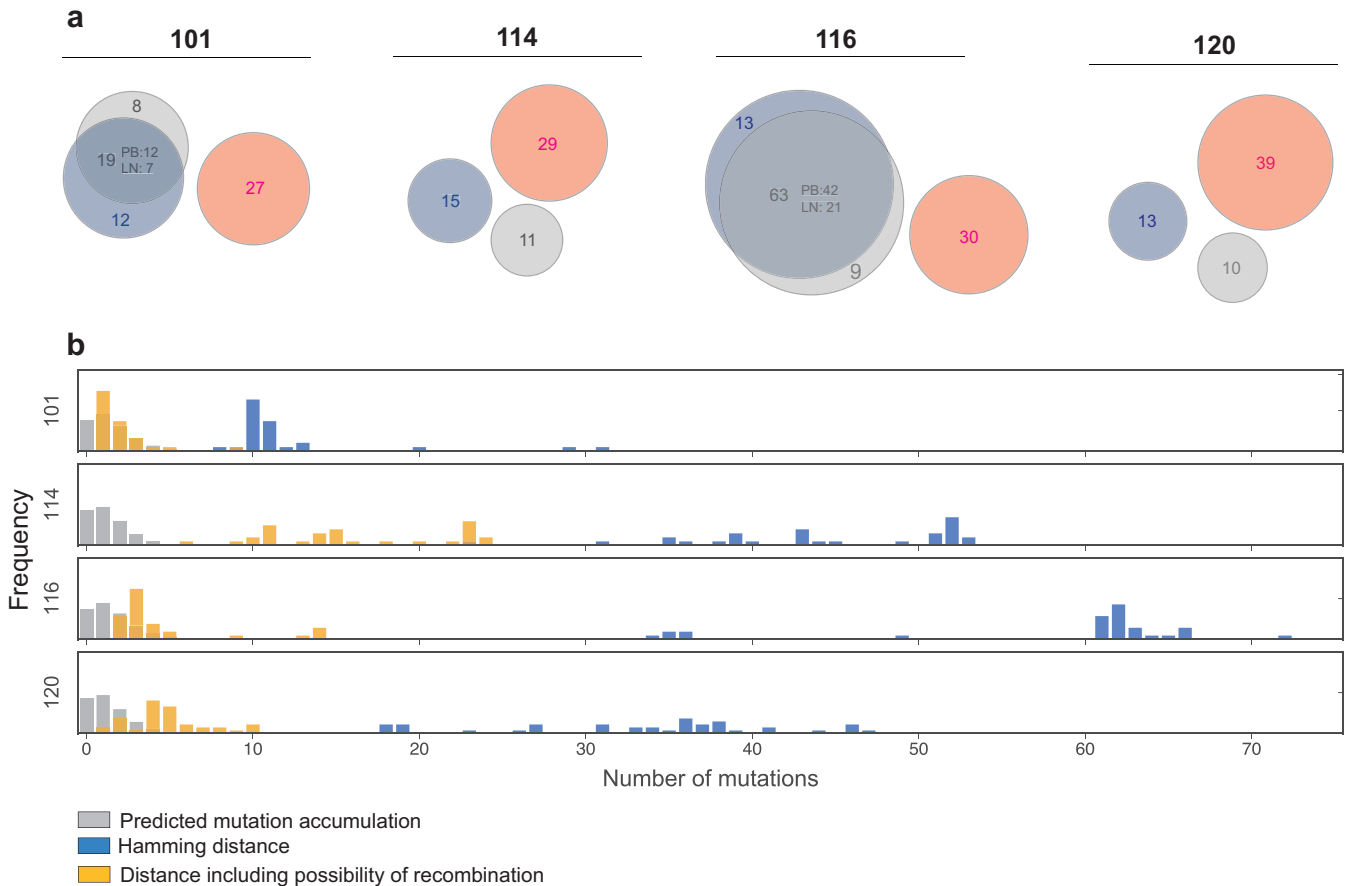 a
101
114
116
120
8
19 PB:12
LN: 7
12
27
29
15
11
13
63 PB:42
LN: 21
9
30
39
13
10
b
Frequency
101
114
116
120
0 10 20 30 40 50 60 70
Number of mutations
Predicted mutation accumulation
Hamming distance
Distance including possibility of recombination